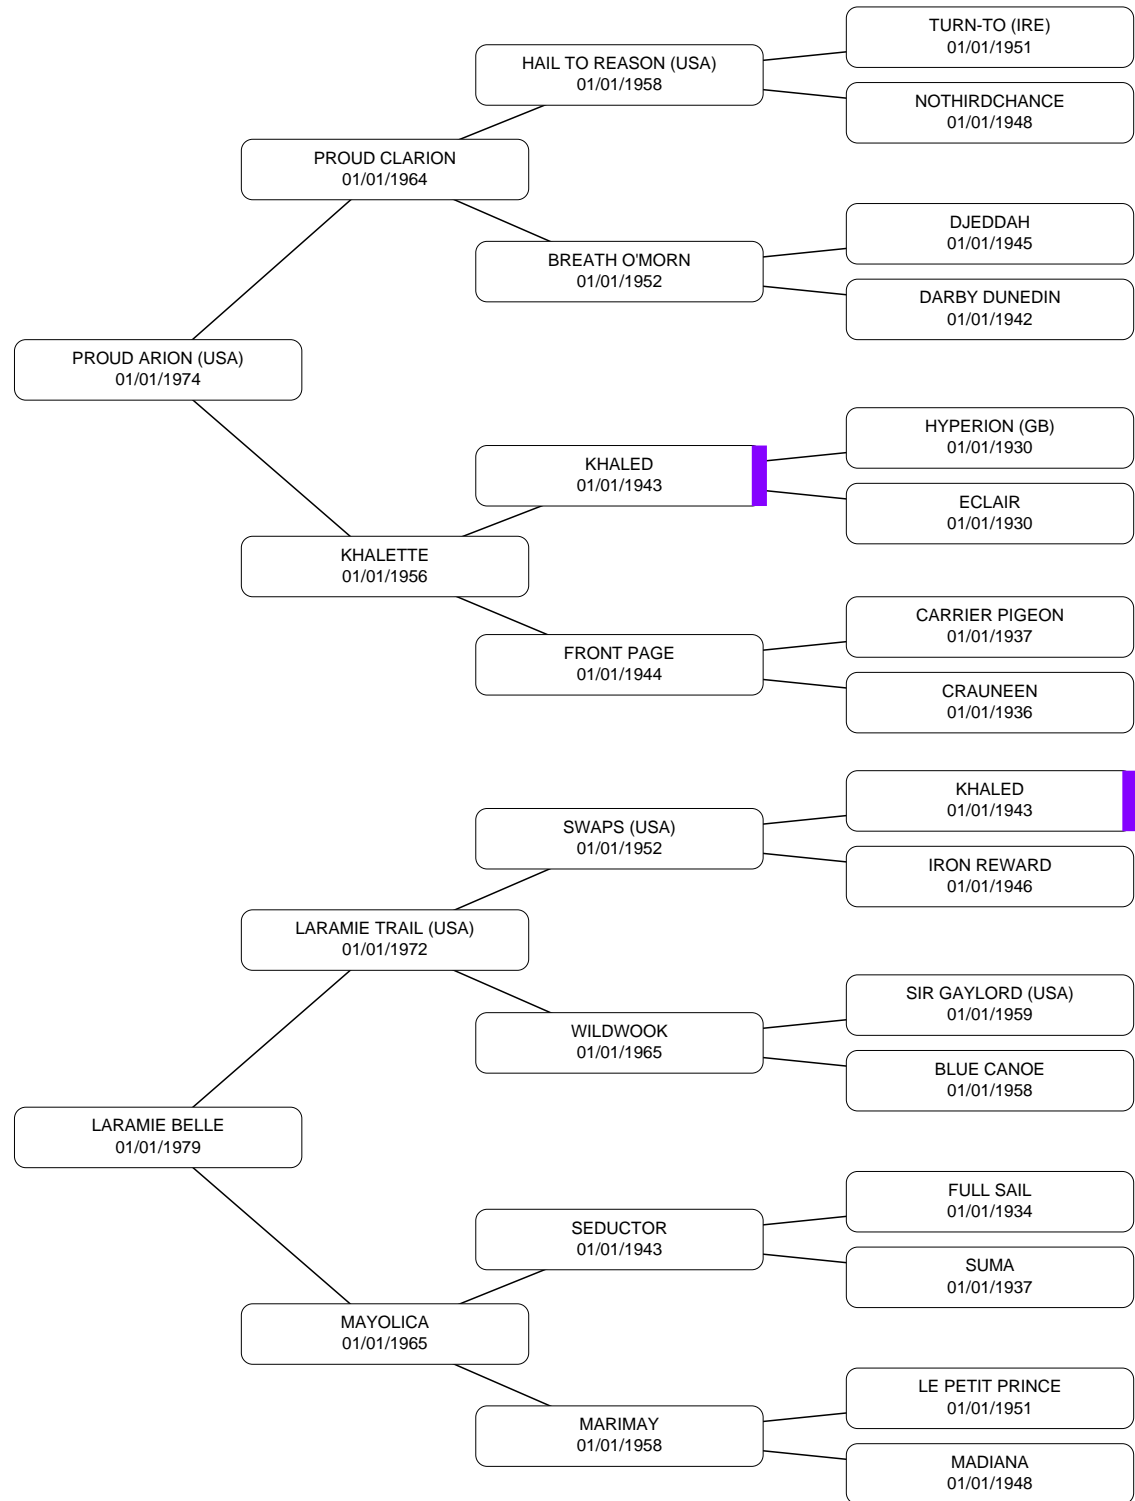 TURN-TO (IRE)
01/01/1951
HAIL TO REASON (USA)
01/01/1958
NOTHIRDCHANCE
01/01/1948
PROUD CLARION
01/01/1964
DJEDDAH
01/01/1945
BREATH O'MORN
01/01/1952
DARBY DUNEDIN
01/01/1942
PROUD ARION (USA)
01/01/1974
HYPERION (GB)
01/01/1930
KHALED
01/01/1943
ECLAIR
01/01/1930
KHALETTE
01/01/1956
CARRIER PIGEON
01/01/1937
FRONT PAGE
01/01/1944
CRAUNEEN
01/01/1936
KHALED
01/01/1943
SWAPS (USA)
01/01/1952
IRON REWARD
01/01/1946
LARAMIE TRAIL (USA)
01/01/1972
SIR GAYLORD (USA)
01/01/1959
WILDWOOK
01/01/1965
BLUE CANOE
01/01/1958
LARAMIE BELLE
01/01/1979
FULL SAIL
01/01/1934
SEDUCTOR
01/01/1943
SUMA
01/01/1937
MAYOLICA
01/01/1965
LE PETIT PRINCE
01/01/1951
MARIMAY
01/01/1958
MADIANA
01/01/1948